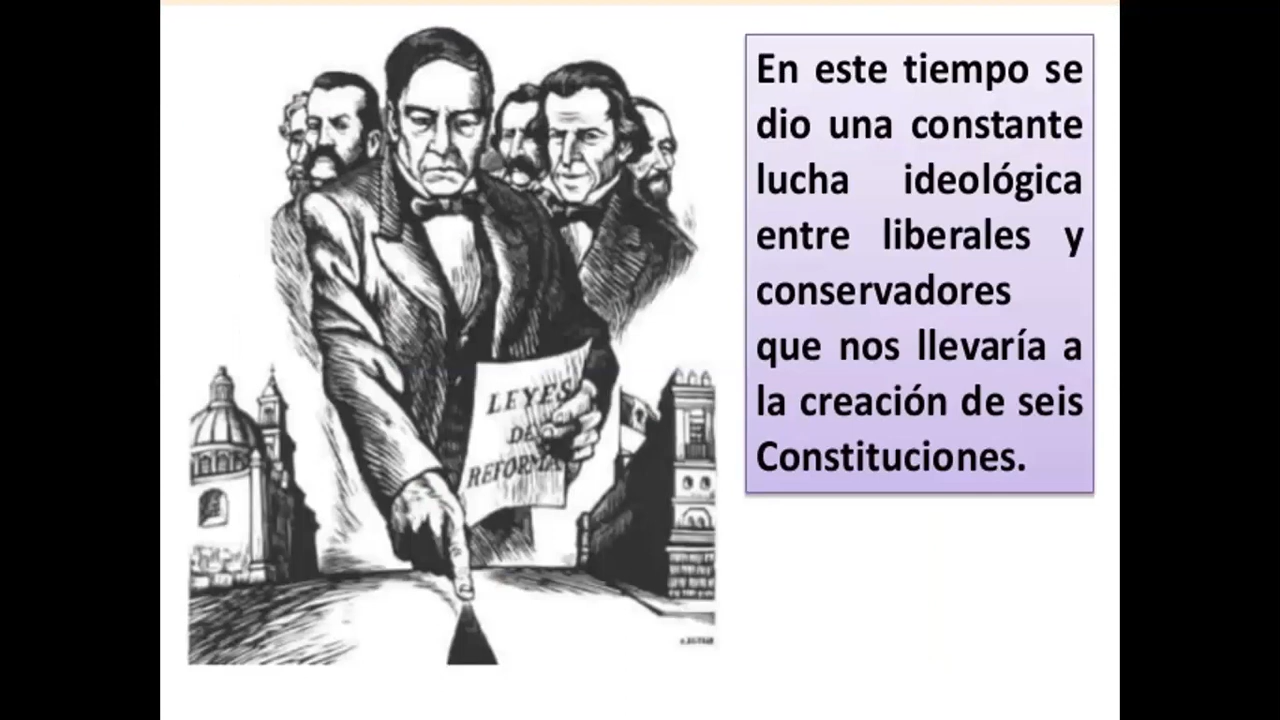 En este tiempo se
dio una constante
lucha ideológica
entre liberales y
conservadores
que nos llevaría a
la creación de seis
Constituciones.
LEYES
DE
REFORMA